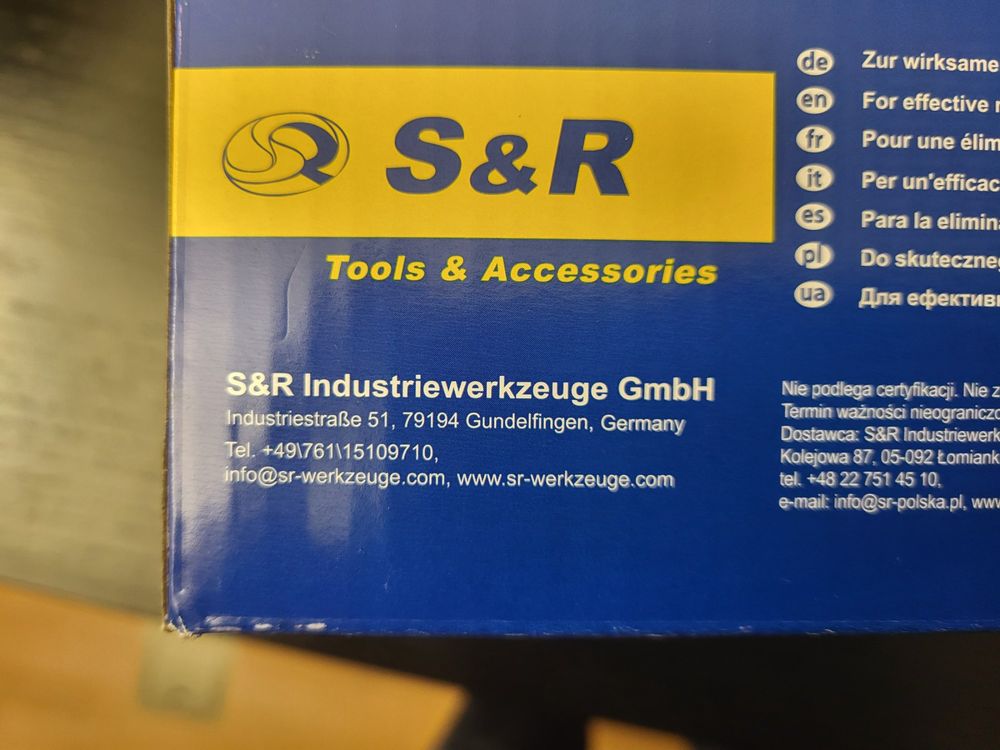 S&R
Tools & Accessories
S&R Industriewerkzeuge GmbH
Industriestraße 51, 79194 Gundelfingen, Germany
Tel. +49\761\15109710,
info@sr-werkzeuge.com, www.sr-werkzeuge.com
de Zur wirksame
en For effective
fr Pour une élim
it Per un'efficac
es Para la elimin
pl Do skuteczneg
ua Для ефективн
Nie podlega certyfikacji. Nie z
Termin ważności nieogranicz
Dostawca: S&R Industriewerk
Kolejowa 87, 05-092 Łomiank
tel. +48 22 751 45 10,
e-mail: info@sr-polska.pl, www